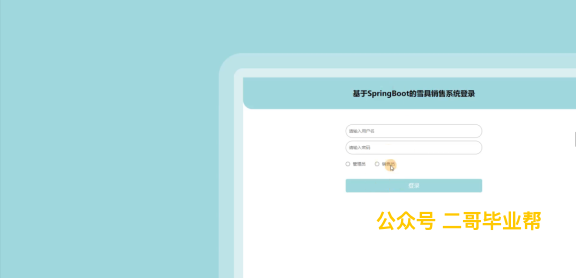 基于SpringBoot的雪具销售系统登录
请输入用户名
请输入密码
管理员
登录
公众号 二哥毕业帮